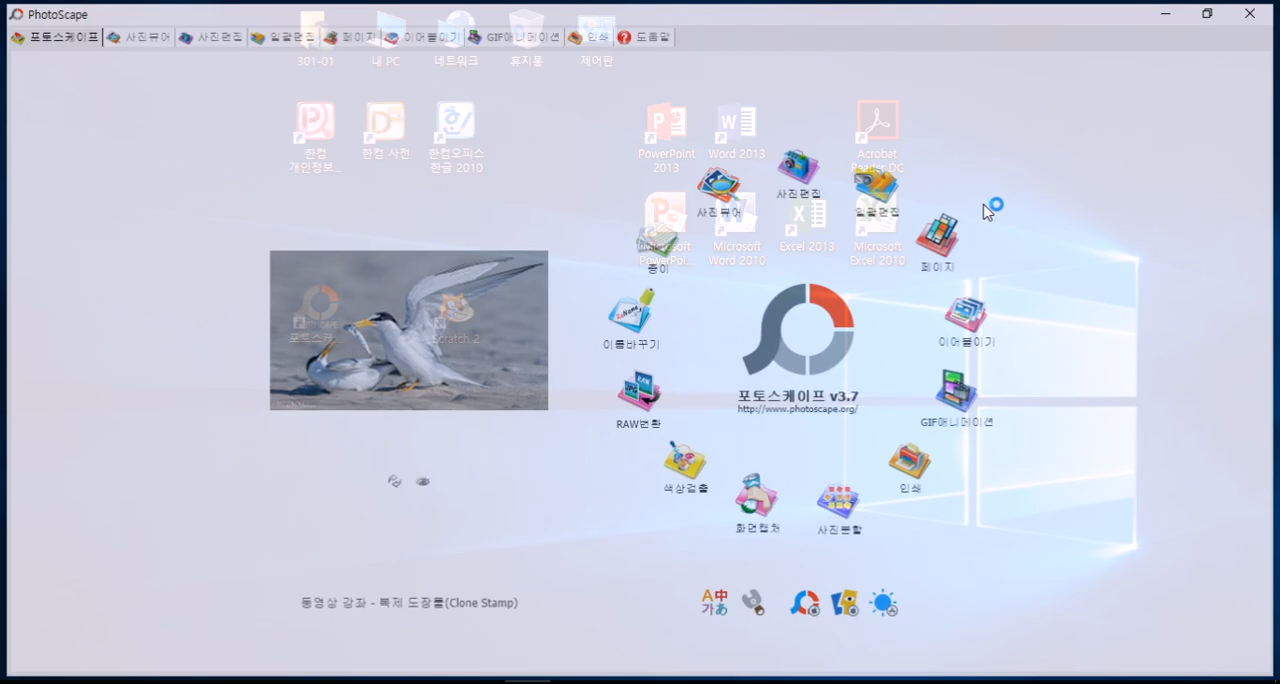 PhotoScape
포토스케이프
사진뷰어
사진편집
일괄편집
페이지
이어붙이기
GIF애니메이션
인쇄
도움말
301-01
내 PC
네트워크
휴지통
제어판
한컴
개인정보...
한컴 사전
한컴오피스
한글 2010
PowerPoint
2013
Word 2013
Acrobat
Reader DC
Microsoft
PowerPoi...
Microsoft
Word 2010
Excel 2013
Microsoft
Excel 2010
사진편집
사진뷰어
일괄편집
종이
페이지
이름바꾸기
이어붙이기
RAW변환
GIF애니메이션
색상검출
인쇄
화면캡처
사진분할
포토스케이프 v3.7
http://www.photoscape.org/
포토스케...
Scratch 2
동영상 강좌 - 복제 도장툴(Clone Stamp)